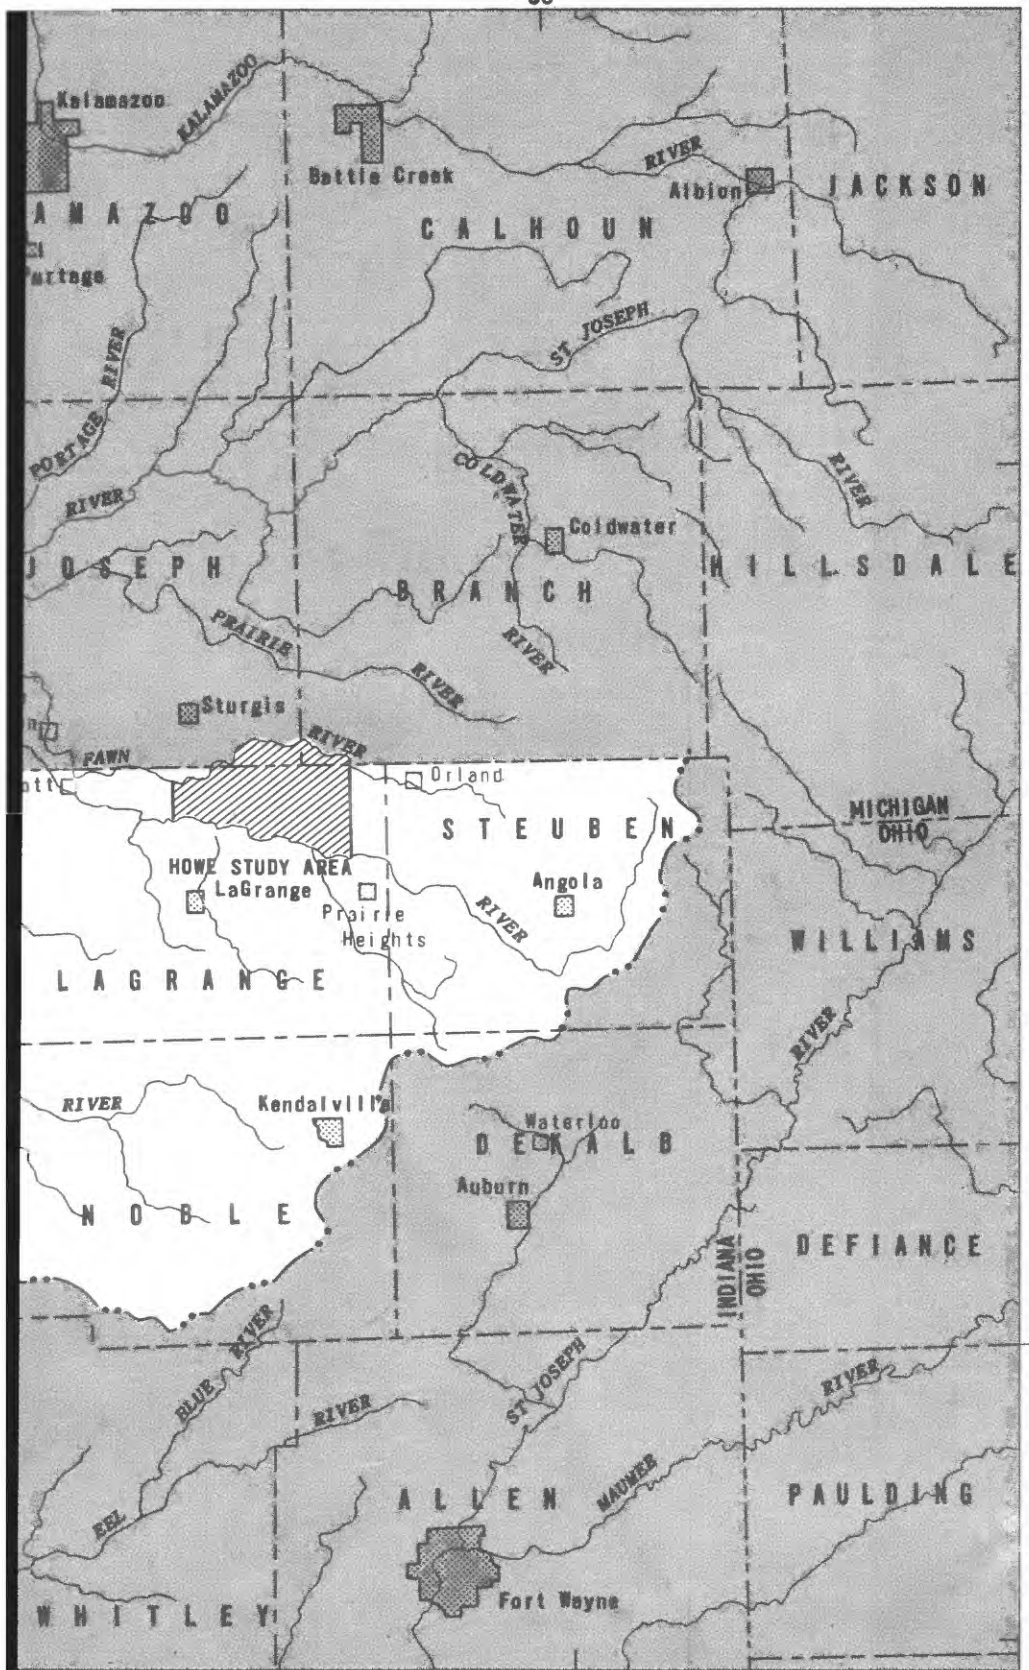 Kalamazoo
KALAMAZOO
RIVER
Battle Creek
Albion
JACKSON
AMAZOO
CALHOUN
Portage
ST JOSEPH
PORTAGE RIVER
RIVER
COLDWATER
RIVER
Coldwater
JOSEPH
BRANCH
HILLSDALE
PRAIRIE
RIVER
RIVER
Sturgis
n
FAWN
RIVER
ott
Orland
STEUBEN
MICHIGAN
OHIO
HOWE STUDY AREA
LaGrange
Prairie
Heights
Angola
RIVER
WILLIAMS
LAGRANGE
RIVER
RIVER
Kendalville
Waterloo
DEKALB
Auburn
NOBLE
INDIANA
OHIO
DEFIANCE
BLUE RIVER
ST JOSEPH
RIVER
RIVER
EEL
MAUMEE
ALLEN
PAULDING
Fort Wayne
WHITLEY